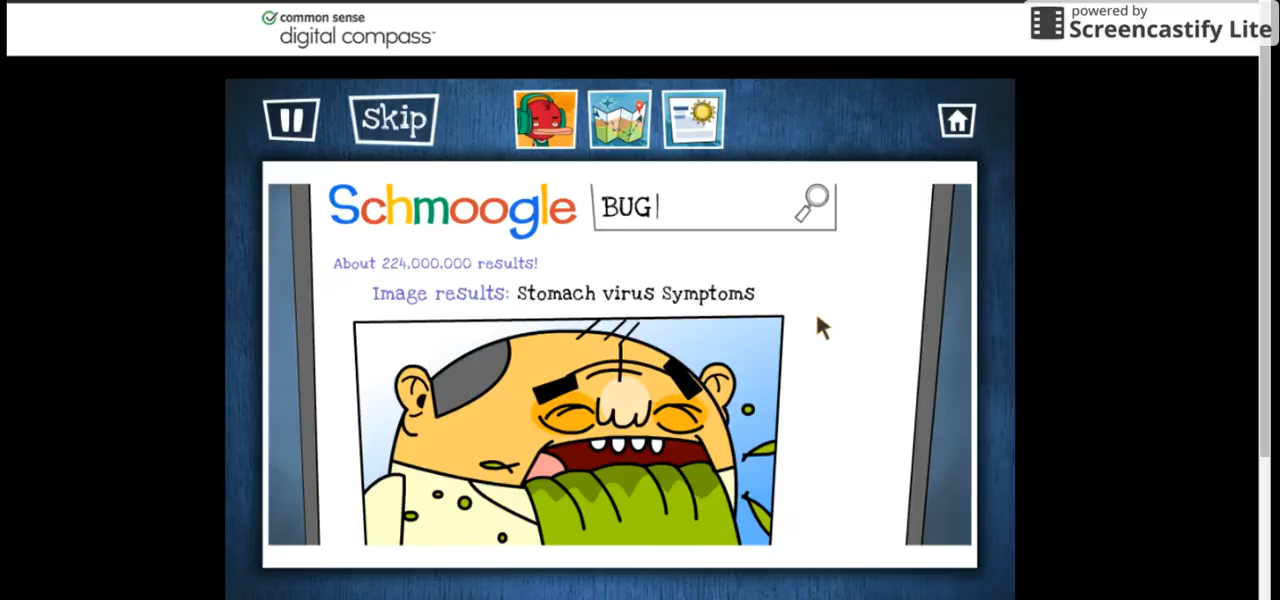 common sense
digital compass
powered by
Screencastify Lite
skip
Schmoogle
BUG
About 224,000,000 results!
Image results: Stomach virus Symptoms